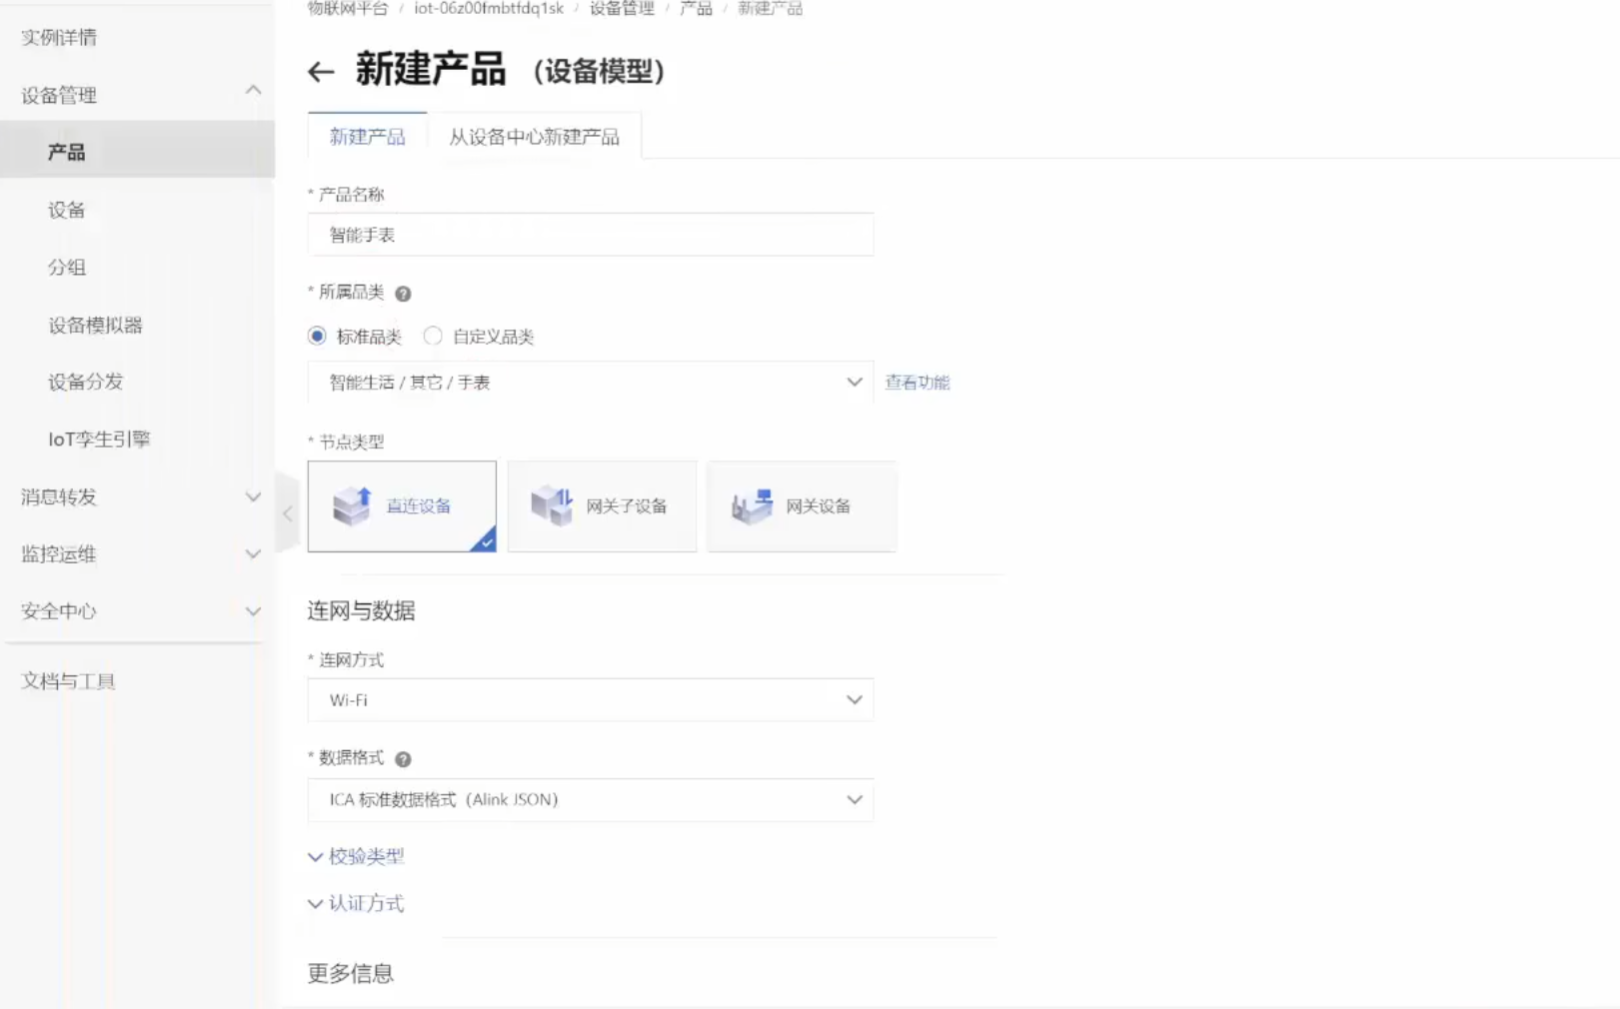 物联网平台 / iot-06z00fmbtfdq1sk / 设备管理 / 产品 / 新建产品
实例详情
设备管理
产品
设备
分组
设备模拟器
设备分发
IoT孪生引擎
消息转发
监控运维
安全中心
文档与工具
← 新建产品 （设备模型）
新建产品 从设备中心新建产品
* 产品名称
智能手表
* 所属品类 ?
标准品类 自定义品类
智能生活 / 其它 / 手表 查看功能
* 节点类型
直连设备 网关子设备 网关设备
连网与数据
* 连网方式
Wi-Fi
* 数据格式 ?
ICA 标准数据格式（Alink JSON）
校验类型
认证方式
更多信息